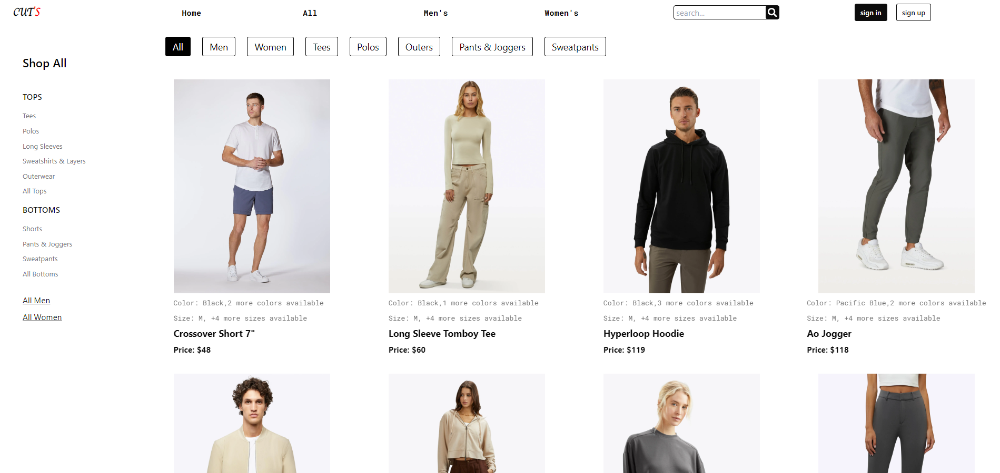 CUT'S
Home
All
Men's
Women's
search...
sign in
sign up
All
Men
Women
Tees
Polos
Outers
Pants & Joggers
Sweatpants
Shop All
TOPS
Tees
Polos
Long Sleeves
Sweatshirts & Layers
Outerwear
All Tops
BOTTOMS
Shorts
Pants & Joggers
Sweatpants
All Bottoms
All Men
All Women
Color: Black,2 more colors available
Size: M, +4 more sizes available
Crossover Short 7"
Price: $48
Color: Black,1 more colors available
Size: M, +4 more sizes available
Long Sleeve Tomboy Tee
Price: $60
Color: Black,3 more colors available
Size: M, +4 more sizes available
Hyperloop Hoodie
Price: $119
Color: Pacific Blue,2 more colors available
Size: M, +4 more sizes available
Ao Jogger
Price: $118